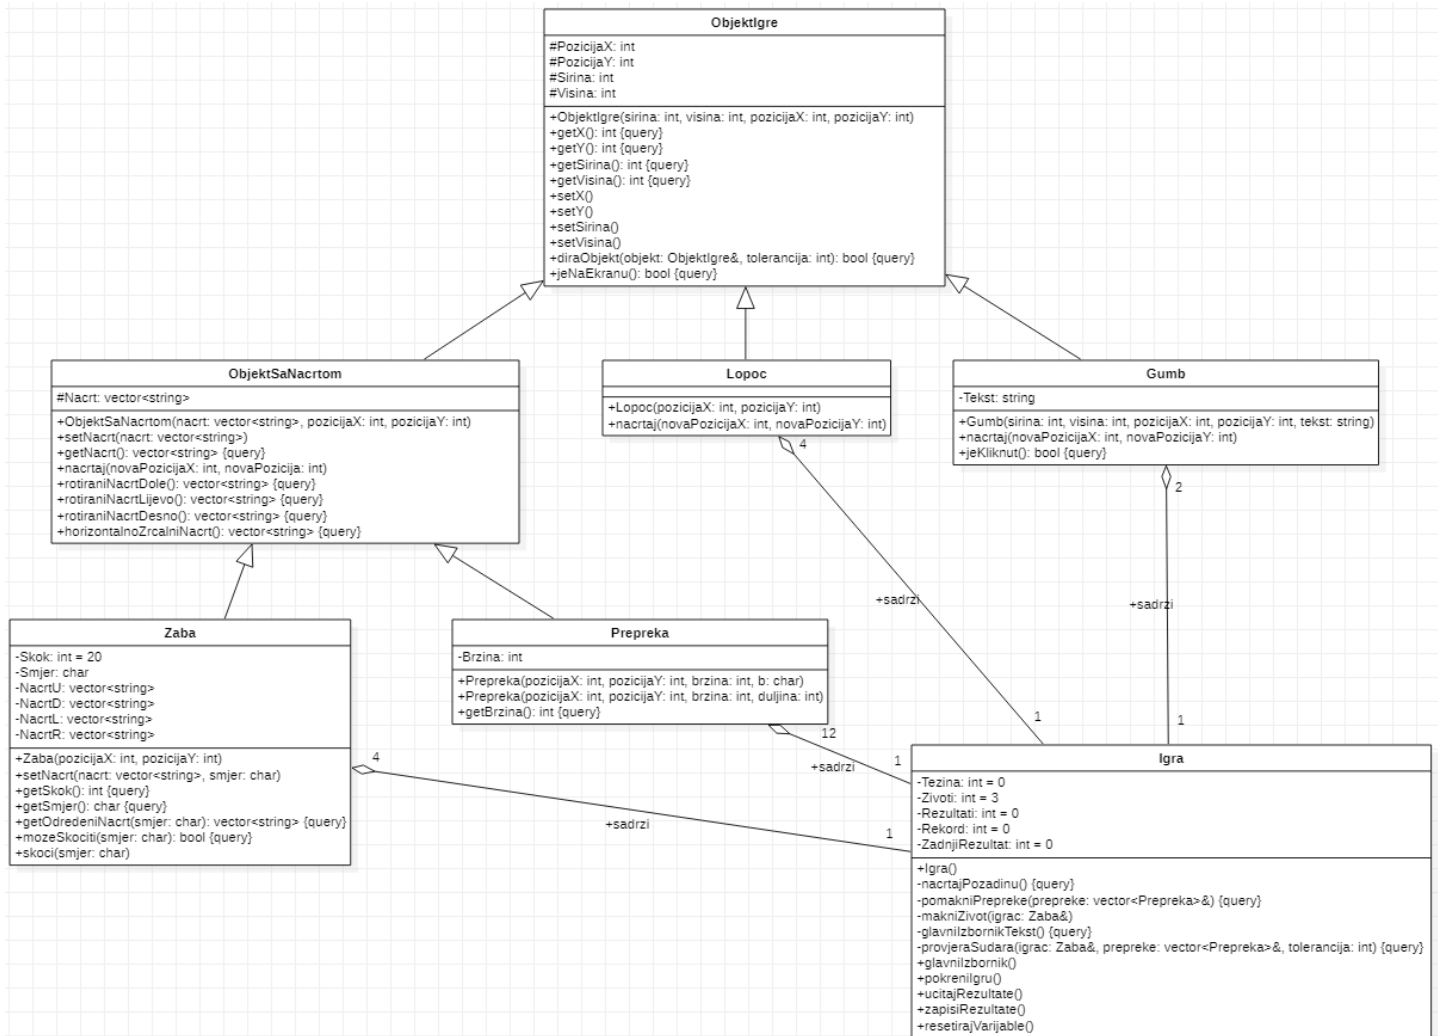 ObjektIgre
#PozicijaX: int
#PozicijaY: int
#Sirina: int
#Visina: int
+ObjektIgre(sirina: int, visina: int, pozicijaX: int, pozicijaY: int)
+getX(): int {query}
+getY(): int {query}
+getSirina(): int {query}
+getVisina(): int {query}
+setX()
+setY()
+setSirina()
+setVisina()
+diraObjekt(objekt: ObjektIgre&, tolerancija: int): bool {query}
+jeNaEkranu(): bool {query}
ObjektSaNacrtom
#Nacrt: vector<string>
+ObjektSaNacrtom(nacrt: vector<string>, pozicijaX: int, pozicijaY: int)
+setNacrt(nacrt: vector<string>)
+getNacrt(): vector<string> {query}
+nacrtaj(novaPozicijaX: int, novaPozicija: int)
+rotiraniNacrtDole(): vector<string> {query}
+rotiraniNacrtLijevo(): vector<string> {query}
+rotiraniNacrtDesno(): vector<string> {query}
+horizontalnoZrcalniNacrt(): vector<string> {query}
Lopoc
+Lopoc(pozicijaX: int, pozicijaY: int)
+nacrtaj(novaPozicijaX: int, novaPozicijaY: int)
4
Gumb
-Tekst: string
+Gumb(sirina: int, visina: int, pozicijaX: int, pozicijaY: int, tekst: string)
+nacrtaj(novaPozicijaX: int, novaPozicijaY: int)
+jeKliknut(): bool {query}
2
+sadrzi
+sadrzi
Zaba
-Skok: int = 20
-Smjer: char
-NacrtU: vector<string>
-NacrtD: vector<string>
-NacrtL: vector<string>
-NacrtR: vector<string>
+Zaba(pozicijaX: int, pozicijaY: int)
+setNacrt(nacrt: vector<string>, smjer: char)
+getSkok(): int {query}
+getSmjer(): char {query}
+getOdredeniNacrt(smjer: char): vector<string> {query}
+mozeSkociti(smjer: char): bool {query}
+skoci(smjer: char)
4
Prepreka
-Brzina: int
+Prepreka(pozicijaX: int, pozicijaY: int, brzina: int, b: char)
+Prepreka(pozicijaX: int, pozicijaY: int, brzina: int, duljina: int)
+getBrzina(): int {query}
12
+sadrzi
1
1
1
+sadrzi
1
Igra
-Tezina: int = 0
-Zivoti: int = 3
-Rezultati: int = 0
-Rekord: int = 0
-ZadnjiRezultat: int = 0
+Igra()
-nacrtajPozadinu() {query}
-pomakniPrepreke(prepreke: vector<Prepreka>&) {query}
-makniZivot(igrac: Zaba&)
-glavniIzbornikTekst() {query}
-provjeraSudara(igrac: Zaba&, prepreke: vector<Prepreka>&, tolerancija: int) {query}
+glavniIzbornik()
+pokreniIgru()
+ucitajRezultate()
+zapisiRezultate()
+resetirajVarijable()